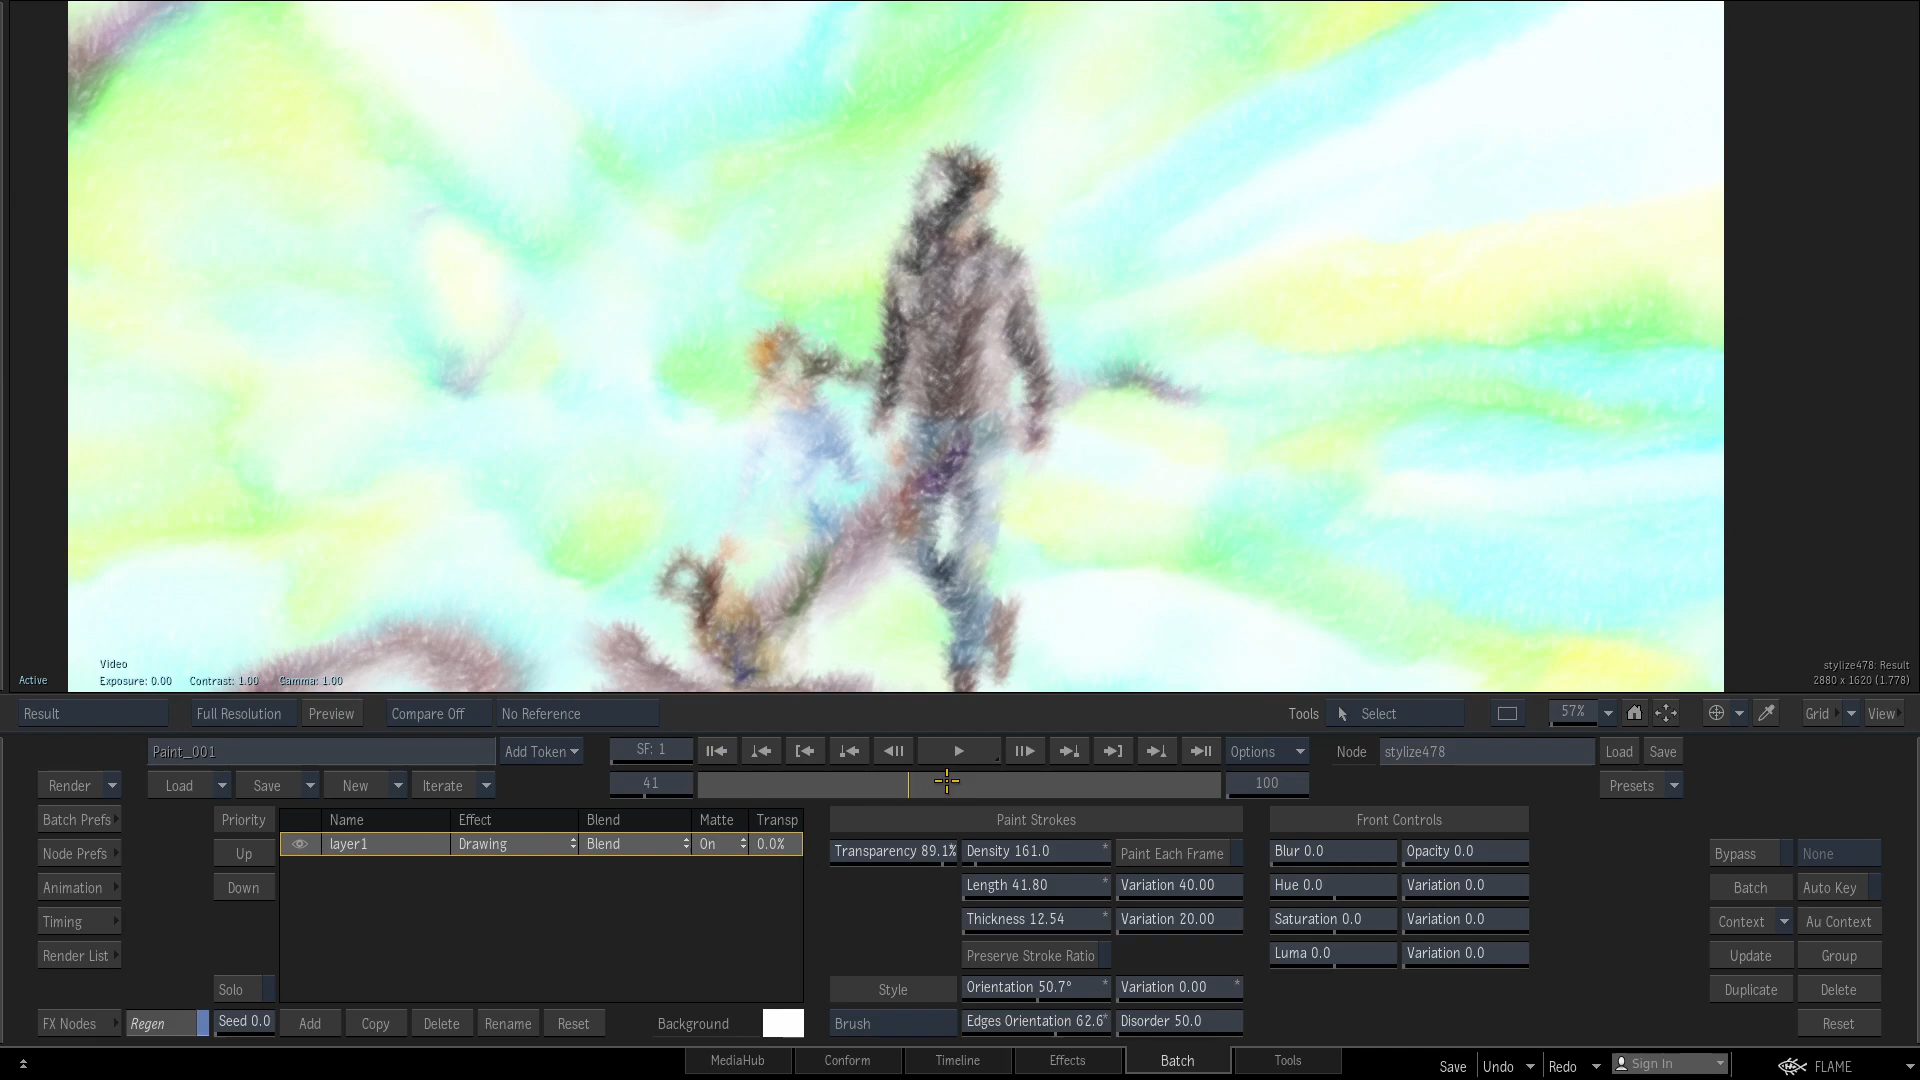 Video
Exposure: 0.00 Contrast: 1.00 Gamma: 1.00
Active
stylize478: Result
2880 x 1620 (1.778)
Result Full Resolution Preview Compare Off No Reference Tools Select 57% Grid View
Paint_001 Add Token SF: 1 Options Node stylize478 Load Save
Render Load Save New Iterate 41 100 Presets
Batch Prefs Priority Name Effect Blend Matte Transp Paint Strokes Front Controls
Node Prefs Up layer1 Drawing Blend On 0.0% Transparency 89.1% Density 161.0 Paint Each Frame Blur 0.0 Opacity 0.0 Bypass None
Animation Down Length 41.80 Variation 40.00 Hue 0.0 Variation 0.0 Batch Auto Key
Timing Thickness 12.54 Variation 20.00 Saturation 0.0 Variation 0.0 Context Au Context
Render List Preserve Stroke Ratio Luma 0.0 Variation 0.0 Update Group
Solo Style Orientation 50.7° Variation 0.00 Duplicate Delete
FX Nodes Regen Seed 0.0 Add Copy Delete Rename Reset Background Brush Edges Orientation 62.6° Disorder 50.0 Reset
MediaHub Conform Timeline Effects Batch Tools Save Undo Redo Sign In FLAME